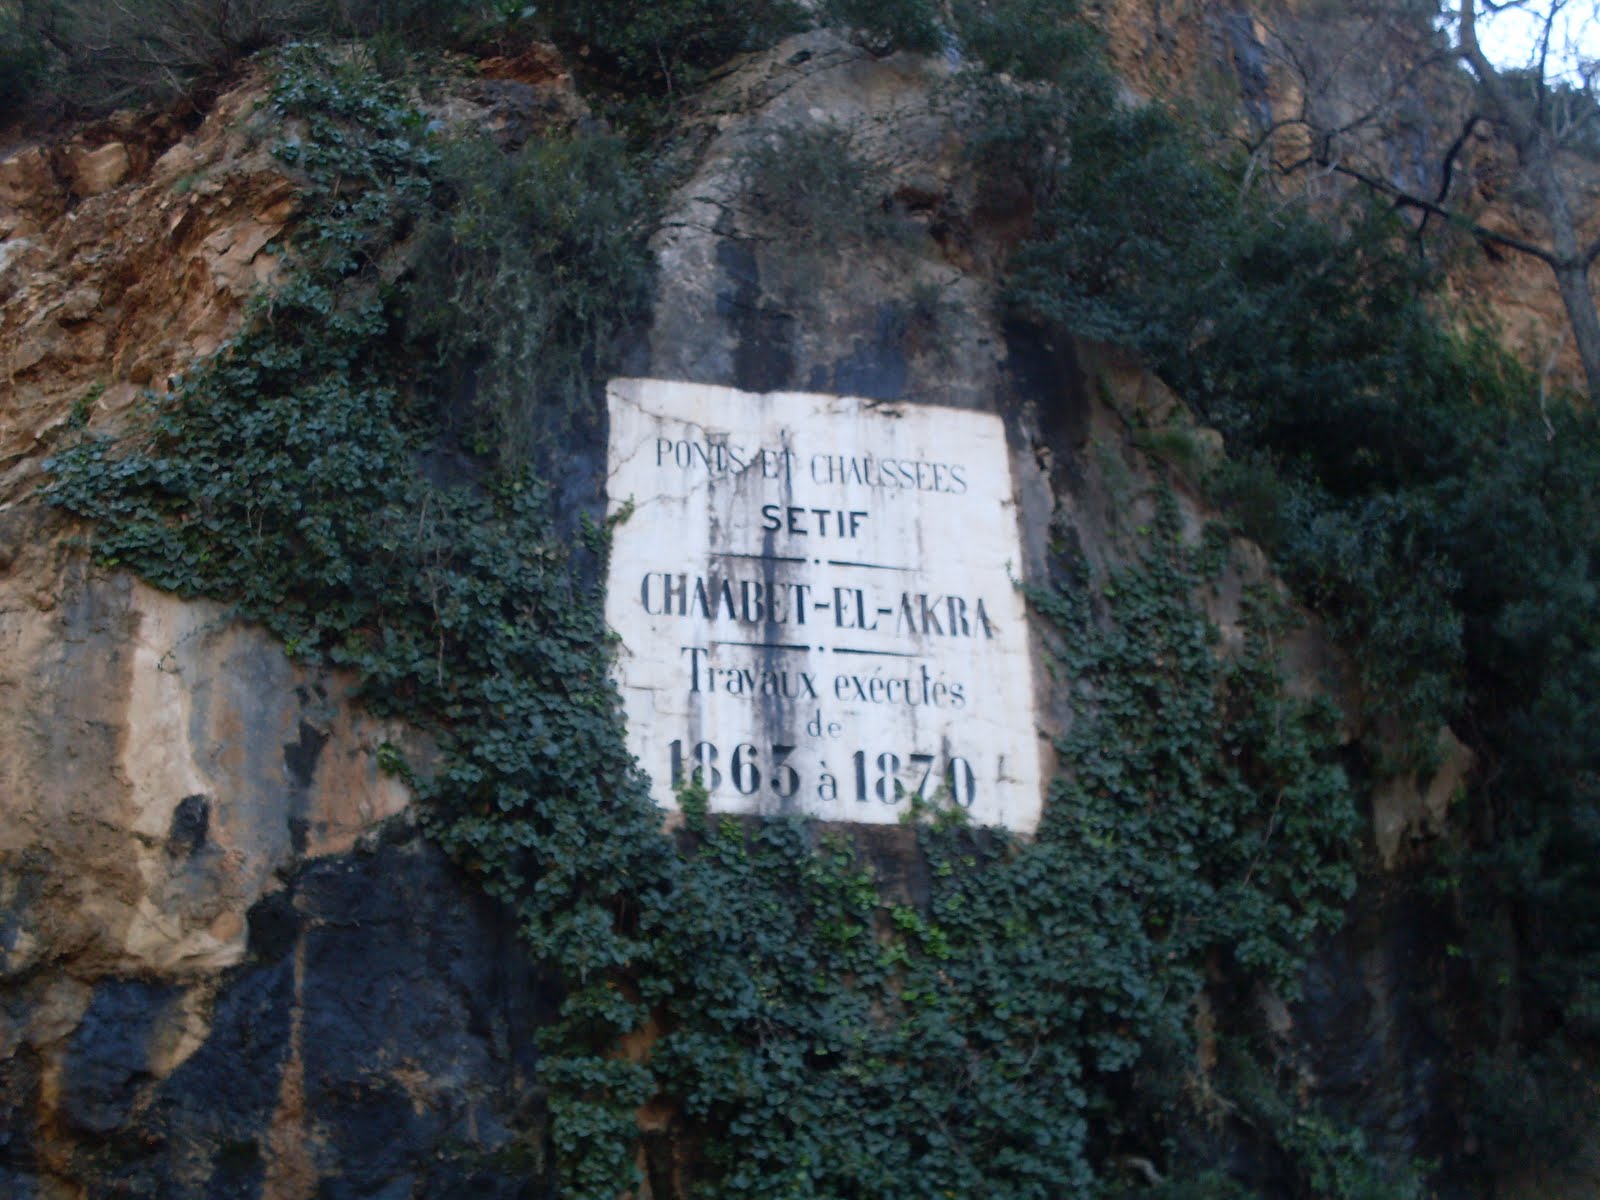 PONTS ET CHAUSSEES
SETIF
CHAABET-EL-AKRA
Travaux exécutés
de
1863 à 1870